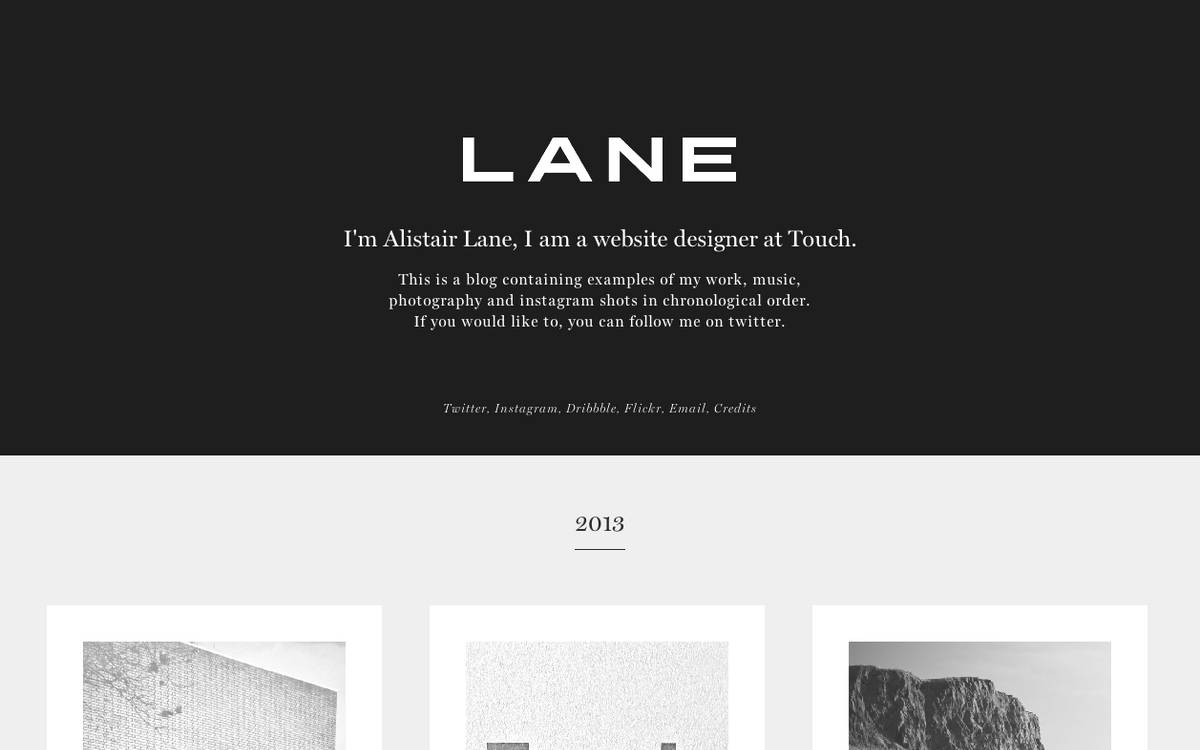 LANE
I'm Alistair Lane, I am a website designer at Touch.
This is a blog containing examples of my work, music,
photography and instagram shots in chronological order.
If you would like to, you can follow me on twitter.
Twitter, Instagram, Dribbble, Flickr, Email, Credits
2013